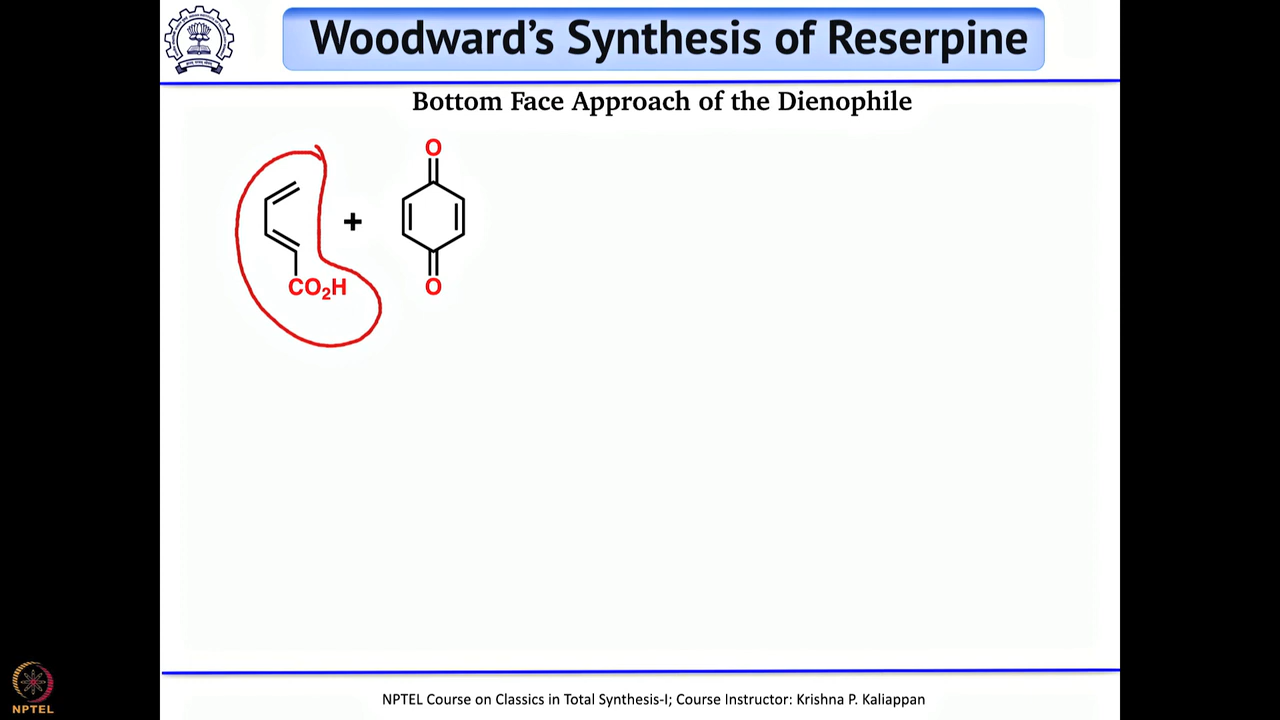 Woodward's Synthesis of Reserpine
Bottom Face Approach of the Dienophile
O
+
CO₂H
O
NPTEL
NPTEL Course on Classics in Total Synthesis-I; Course Instructor: Krishna P. Kaliappan